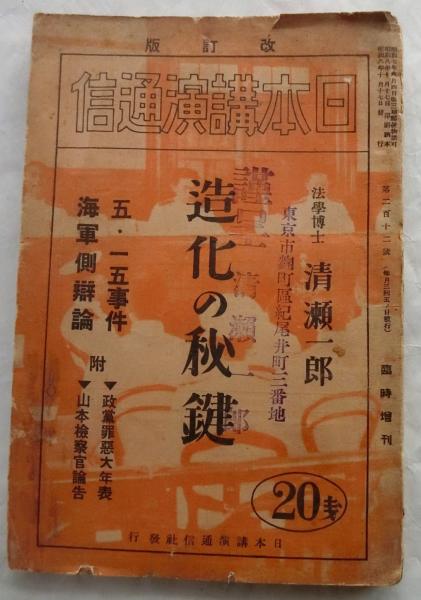 改訂版
日本講演通信
法學博士 清瀬一郎
造化の秘鍵
五・一五事件
海軍側辯論
附
▼政黨罪惡大年表
▼山本檢察官論告
謹呈 清瀬一郎
東京市麹町區紀尾井町三番地
第二百十二號
臨時增刊
20
日本講演通信社發行